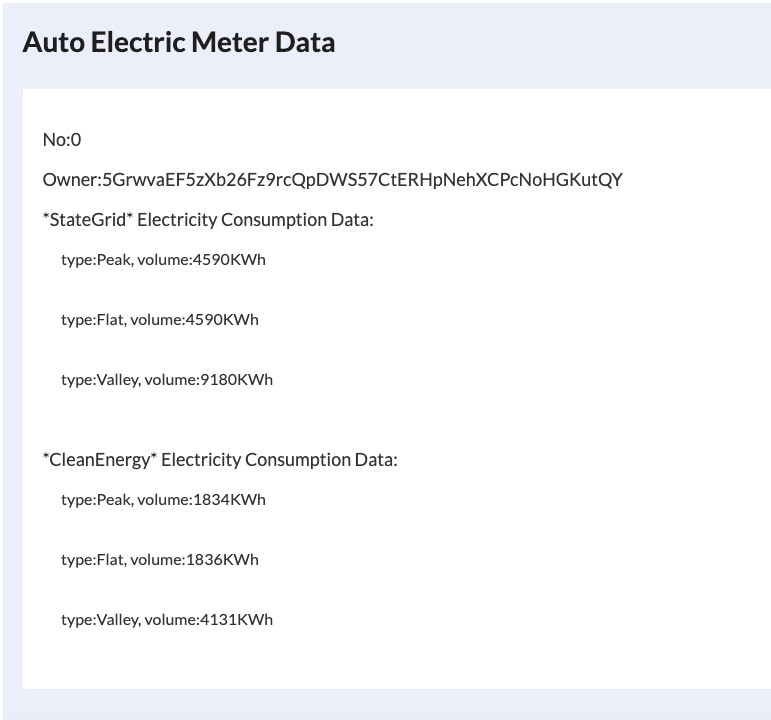 Auto Electric Meter Data
No:0
Owner:5GrwvaEF5zXb26Fz9rcQpDWS57CtERHpNehXCPcNoHGKutQY
*StateGrid* Electricity Consumption Data:
type:Peak, volume:4590KWh
type:Flat, volume:4590KWh
type:Valley, volume:9180KWh
*CleanEnergy* Electricity Consumption Data:
type:Peak, volume:1834KWh
type:Flat, volume:1836KWh
type:Valley, volume:4131KWh